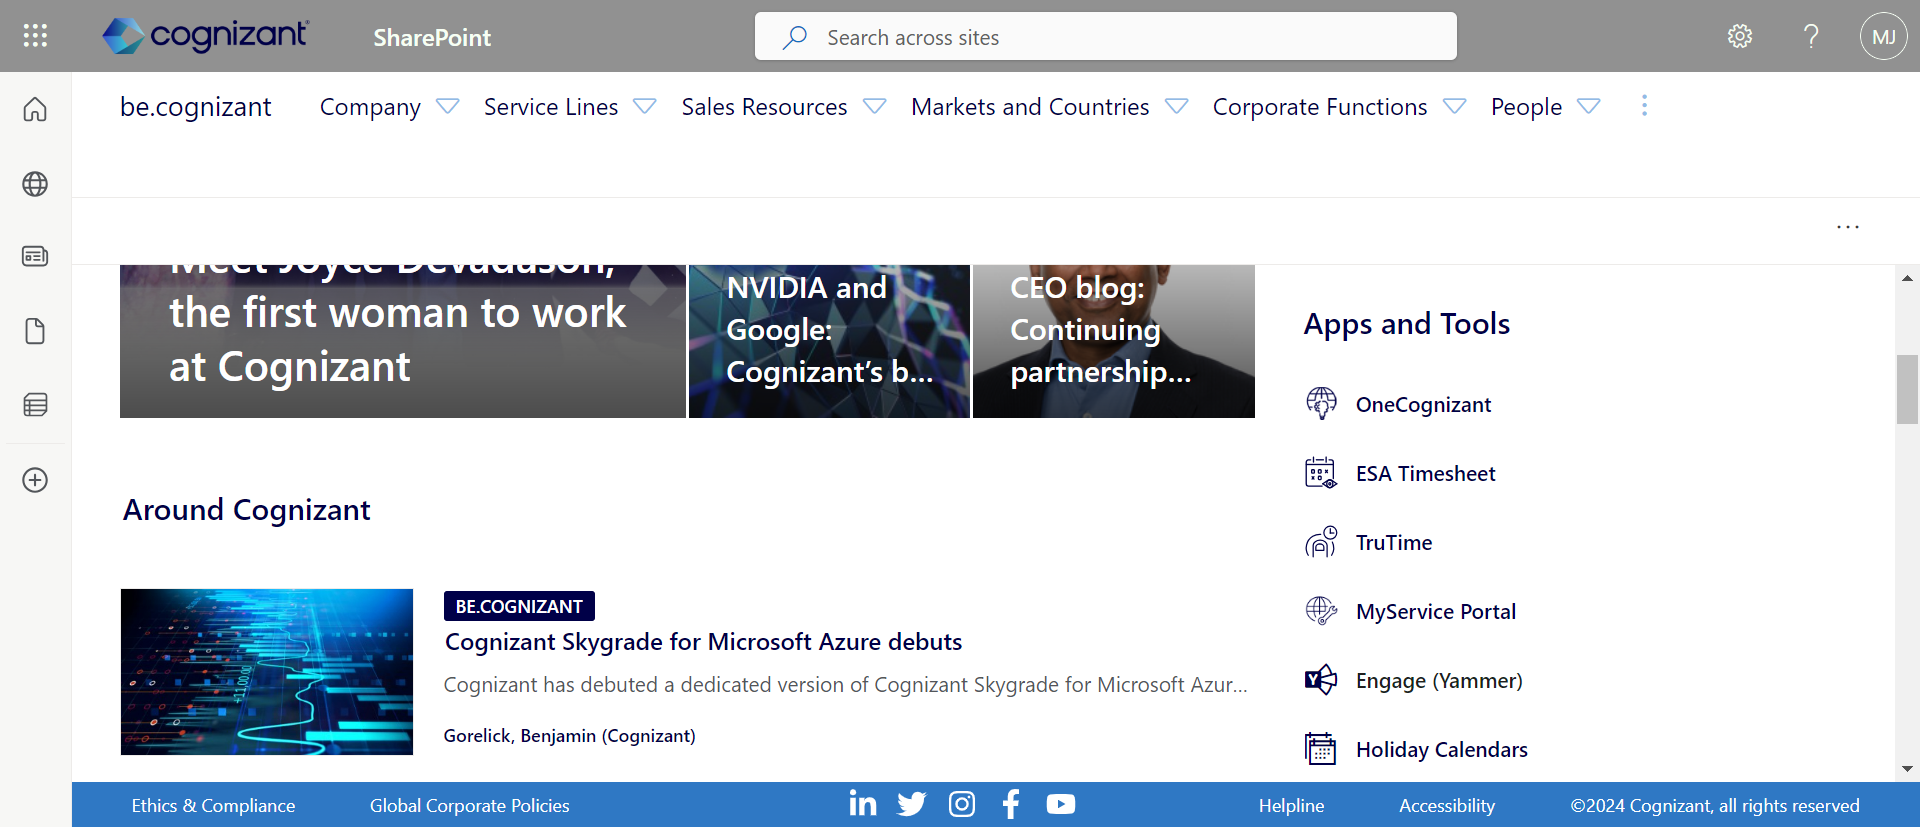 cognizant
SharePoint
Search across sites
?
MJ
be.cognizant
Company
Service Lines
Sales Resources
Markets and Countries
Corporate Functions
People
Meet Joyce Devadason,
the first woman to work
at Cognizant
NVIDIA and
Google:
Cognizant’s b...
CEO blog:
Continuing
partnership...
Apps and Tools
OneCognizant
ESA Timesheet
TruTime
MyService Portal
Engage (Yammer)
Holiday Calendars
Around Cognizant
BE.COGNIZANT
Cognizant Skygrade for Microsoft Azure debuts
Cognizant has debuted a dedicated version of Cognizant Skygrade for Microsoft Azur...
Gorelick, Benjamin (Cognizant)
Ethics & Compliance
Global Corporate Policies
Helpline
Accessibility
©2024 Cognizant, all rights reserved